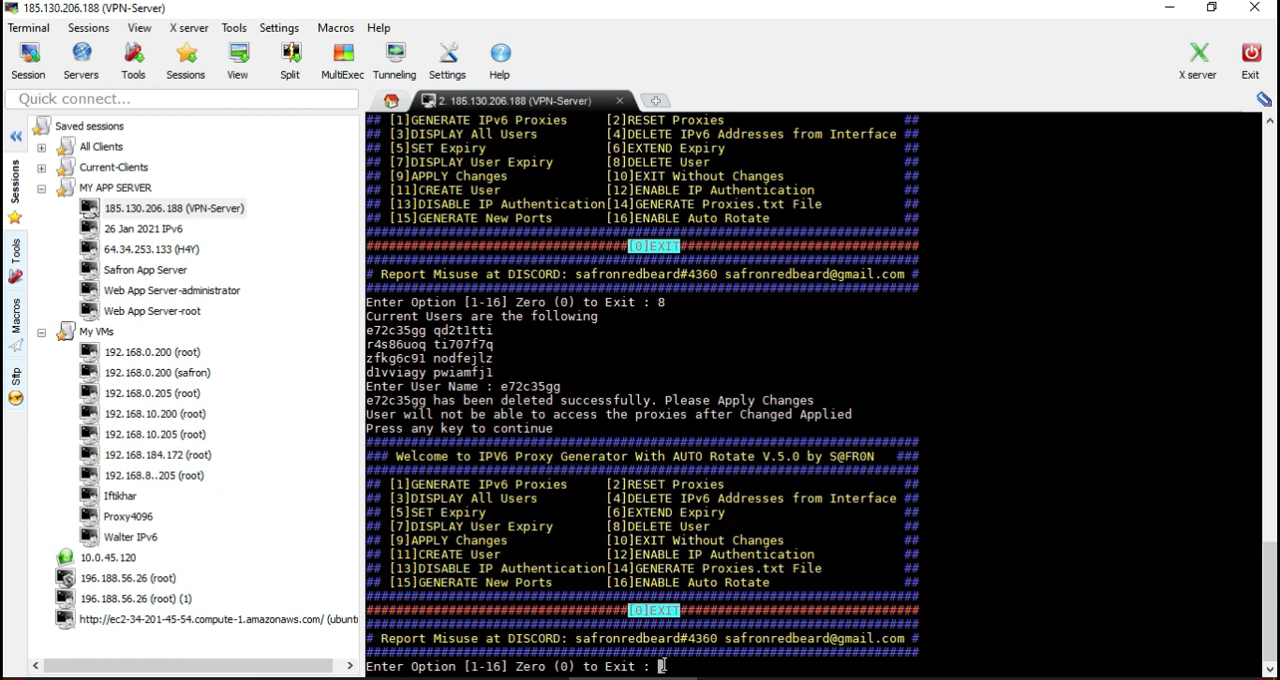 185.130.206.188 (VPN-Server)
Terminal Sessions View X server Tools Settings Macros Help
Session Servers Tools Sessions View Split MultiExec Tunneling Settings Help X server Exit
Quick connect...
2. 185.130.206.188 (VPN-Server)
Sessions
Tools
Macros
Sftp
Saved sessions
All Clients
Current-Clients
MY APP SERVER
185.130.206.188 (VPN-Server)
26 Jan 2021 IPv6
64.34.253.133 (H4Y)
Safron App Server
Web App Server-administrator
Web App Server-root
My VMs
192.168.0.200 (root)
192.168.0.200 (safron)
192.168.0.205 (root)
192.168.10.200 (root)
192.168.10.205 (root)
192.168.184.172 (root)
192.168.8..205 (root)
Iftikhar
Proxy4096
Walter IPv6
10.0.45.120
196.188.56.26 (root)
196.188.56.26 (root) (1)
http://ec2-34-201-45-54.compute-1.amazonaws.com/ (ubunt
## [1]GENERATE IPv6 Proxies [2]RESET Proxies ##
## [3]DISPLAY All Users [4]DELETE IPv6 Addresses from Interface ##
## [5]SET Expiry [6]EXTEND Expiry ##
## [7]DISPLAY User Expiry [8]DELETE User ##
## [9]APPLY Changes [10]EXIT Without Changes ##
## [11]CREATE User [12]ENABLE IP Authentication ##
## [13]DISABLE IP Authentication[14]GENERATE Proxies.txt File ##
## [15]GENERATE New Ports [16]ENABLE Auto Rotate ##
[0]EXIT
# Report Misuse at DISCORD: safronredbeard#4360 safronredbeard@gmail.com #
Enter Option [1-16] Zero (0) to Exit : 8
Current Users are the following
e72c35gg qd2t1tti
r4s86uoq ti707f7q
zfkg6c91 nodfejlz
d1vviagy pwiamfj1
Enter User Name : e72c35gg
e72c35gg has been deleted successfully. Please Apply Changes
User will not be able to access the proxies after Changed Applied
Press any key to continue
### Welcome to IPV6 Proxy Generator With AUTO Rotate V.5.0 by S@FR0N ##
## [1]GENERATE IPv6 Proxies [2]RESET Proxies ##
## [3]DISPLAY All Users [4]DELETE IPv6 Addresses from Interface ##
## [5]SET Expiry [6]EXTEND Expiry ##
## [7]DISPLAY User Expiry [8]DELETE User ##
## [9]APPLY Changes [10]EXIT Without Changes ##
## [11]CREATE User [12]ENABLE IP Authentication ##
## [13]DISABLE IP Authentication[14]GENERATE Proxies.txt File ##
## [15]GENERATE New Ports [16]ENABLE Auto Rotate ##
[0]EXIT
# Report Misuse at DISCORD: safronredbeard#4360 safronredbeard@gmail.com #
Enter Option [1-16] Zero (0) to Exit :